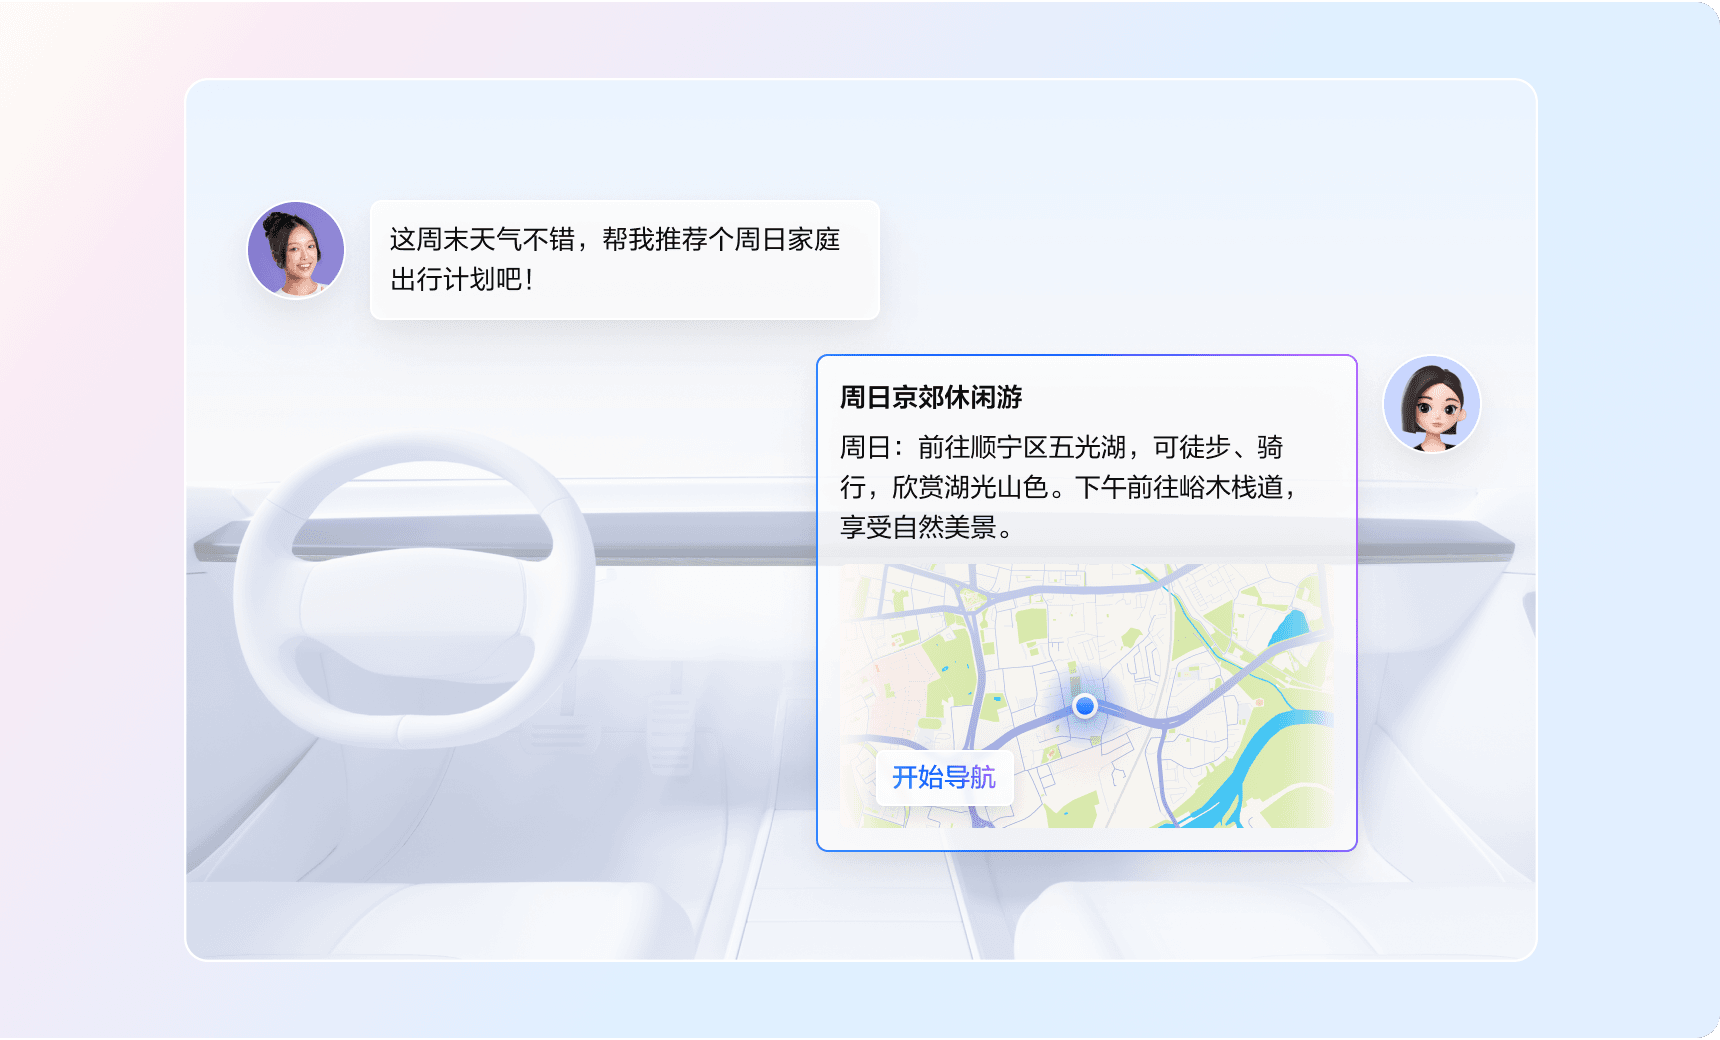 这周末天气不错，帮我推荐个周日家庭
出行计划吧！
周日京郊休闲游
周日：前往顺宁区五光湖，可徒步、骑
行，欣赏湖光山色。下午前往峪木栈道，
享受自然美景。
开始导航